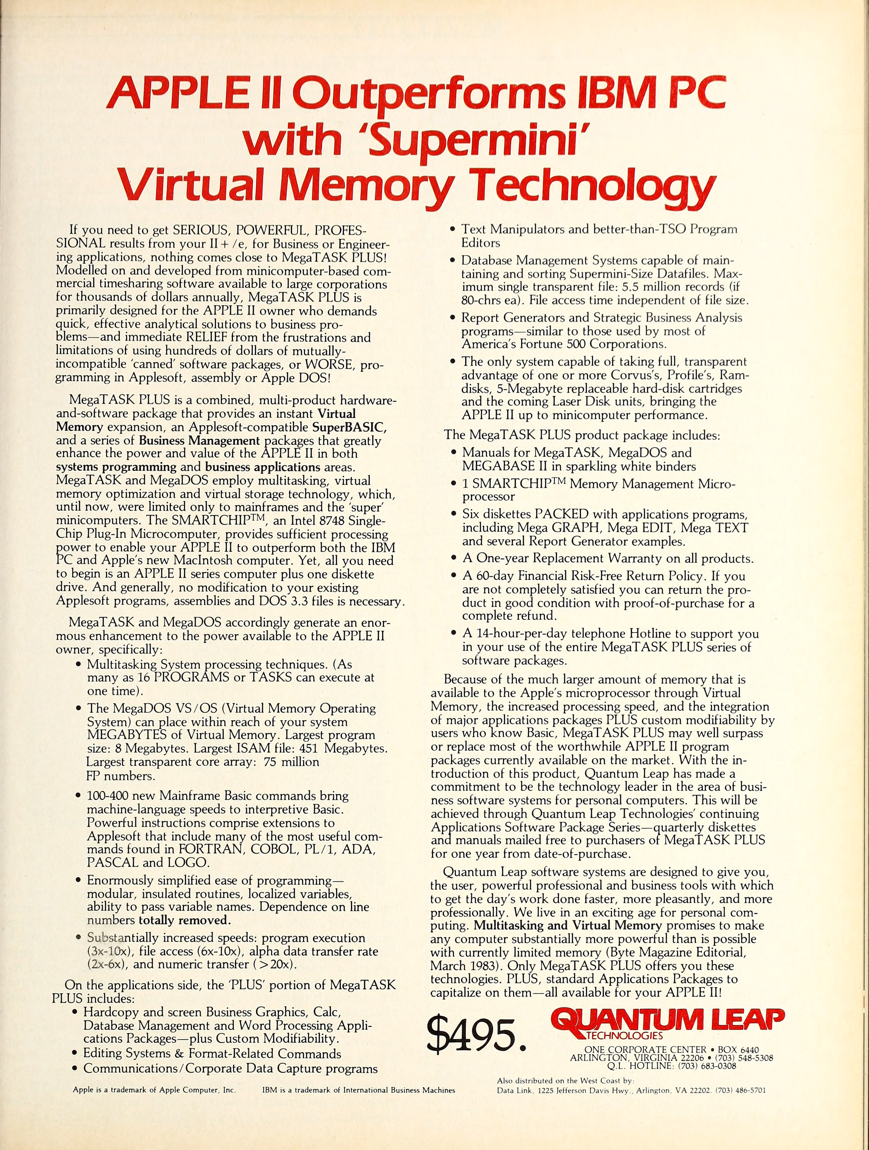 APPLE II Outperforms IBM PC
with ‘Supermini’
Virtual Memory Technology
If you need to get SERIOUS, POWERFUL, PROFES-
SIONAL results from your II + /e, for Business or Engineer-
ing applications, nothing comes close to MegaTASK PLUS!
Modelled on and developed from minicomputer-based com-
mercial timesharing software available to large corporations
for thousands of dollars annually, MegaTASK PLUS is
primarily designed for the APPLE II owner who demands
quick, effective analytical solutions to business pro-
blems—and immediate RELIEF from the frustrations and
limitations of using hundreds of dollars of mutually-
incompatible ‘canned’ software packages, or WORSE, pro-
gramming in Applesoft, assembly or Apple DOS!
MegaTASK PLUS is a combined, multi-product hardware-
and-software package that provides an instant Virtual
Memory expansion, an Applesoft-compatible SuperBASIC,
and a series of Business Management packages that greatly
enhance the power and value of the APPLE II in both
systems programming and business applications areas.
MegaTASK and MegaDOS employ multitasking, virtual
memory optimization and virtual storage technology, which,
until now, were limited only to mainframes and the ‘super’
minicomputers. The SMARTCHIP™, an Intel 8748 Single-
Chip Plug-In Microcomputer, provides sufficient processing
power to enable your APPLE II to outperform both the IBM
PC and Apple's new MacIntosh computer. Yet, all you need
to begin is an APPLE II series computer plus one diskette
drive. And generally, no modification to your existing
Applesoft programs, assemblies and DOS 3.3 files is necessary.
MegaTASK and MegaDOS accordingly generate an enor-
mous enhancement to the power available to the APPLE II
owner, specifically:
• Multitasking System processing techniques. (As
many as 16 PROGRAMS or TASKS can execute at
one time).
• The MegaDOS VS/OS (Virtual Memory Operating
System) can place within reach of your system
MEGABYTES of Virtual Memory. Largest program
size: 8 Megabytes. Largest ISAM file: 451 Megabytes.
Largest transparent core array: 75 million
FP numbers.
• 100-400 new Mainframe Basic commands bring
machine-language speeds to interpretive Basic.
Powerful instructions comprise extensions to
Applesoft that include many of the most useful com-
mands found in FORTRAN, COBOL, PL/1, ADA,
PASCAL and LOGO.
• Enormously simplified ease of programming—
modular, insulated routines, localized variables,
ability to pass variable names. Dependence on line
numbers totally removed.
• Substantially increased speeds: program execution
(3x-10x), file access (6x-10x), alpha data transfer rate
(2x-6x), and numeric transfer (>20x).
On the applications side, the ‘PLUS’ portion of MegaTASK
PLUS includes:
• Hardcopy and screen Business Graphics, Calc,
Database Management and Word Processing Appli-
cations Packages—plus Custom Modifiability.
• Editing Systems & Format-Related Commands
• Communications/Corporate Data Capture programs
• Text Manipulators and better-than-TSO Program
Editors
• Database Management Systems capable of main-
taining and sorting Supermini-Size Datafiles. Max-
imum single transparent file: 5.5 million records (if
80-chrs ea). File access time independent of file size.
• Report Generators and Strategic Business Analysis
programs—similar to those used by most of
America's Fortune 500 Corporations.
• The only system capable of taking full, transparent
advantage of one or more Corvus's, Profile's, Ram-
disks, 5-Megabyte replaceable hard-disk cartridges
and the coming Laser Disk units, bringing the
APPLE II up to minicomputer performance.
The MegaTASK PLUS product package includes:
• Manuals for MegaTASK, MegaDOS and
MEGABASE II in sparkling white binders
• 1 SMARTCHIP™ Memory Management Micro-
processor
• Six diskettes PACKED with applications programs,
including Mega GRAPH, Mega EDIT, Mega TEXT
and several Report Generator examples.
• A One-year Replacement Warranty on all products.
• A 60-day Financial Risk-Free Return Policy. If you
are not completely satisfied you can return the pro-
duct in good condition with proof-of-purchase for a
complete refund.
• A 14-hour-per-day telephone Hotline to support you
in your use of the entire MegaTASK PLUS series of
software packages.
Because of the much larger amount of memory that is
available to the Apple's microprocessor through Virtual
Memory, the increased processing speed, and the integration
of major applications packages PLUS custom modifiability by
users who know Basic, MegaTASK PLUS may well surpass
or replace most of the worthwhile APPLE II program
packages currently available on the market. With the in-
troduction of this product, Quantum Leap has made a
commitment to be the technology leader in the area of busi-
ness software systems for personal computers. This will be
achieved through Quantum Leap Technologies' continuing
Applications Software Package Series—quarterly diskettes
and manuals mailed free to purchasers of MegaTASK PLUS
for one year from date-of-purchase.
Quantum Leap software systems are designed to give you,
the user, powerful professional and business tools with which
to get the day's work done faster, more pleasantly, and more
professionally. We live in an exciting age for personal com-
puting. Multitasking and Virtual Memory promises to make
any computer substantially more powerful than is possible
with currently limited memory (Byte Magazine Editorial,
March 1983). Only MegaTASK PLUS offers you these
technologies. PLUS, standard Applications Packages to
capitalize on them—all available for your APPLE II!
$495.
QUANTUM LEAP
TECHNOLOGIES
ONE CORPORATE CENTER • BOX 6440
ARLINGTON, VIRGINIA 22206 • (703) 548-5308
Q.L. HOTLINE: (703) 683-0308
Also distributed on the West Coast by:
Data Link, 1225 Jefferson Davis Hwy., Arlington, VA 22202. (703) 486-5701
Apple is a trademark of Apple Computer, Inc. IBM is a trademark of International Business Machines